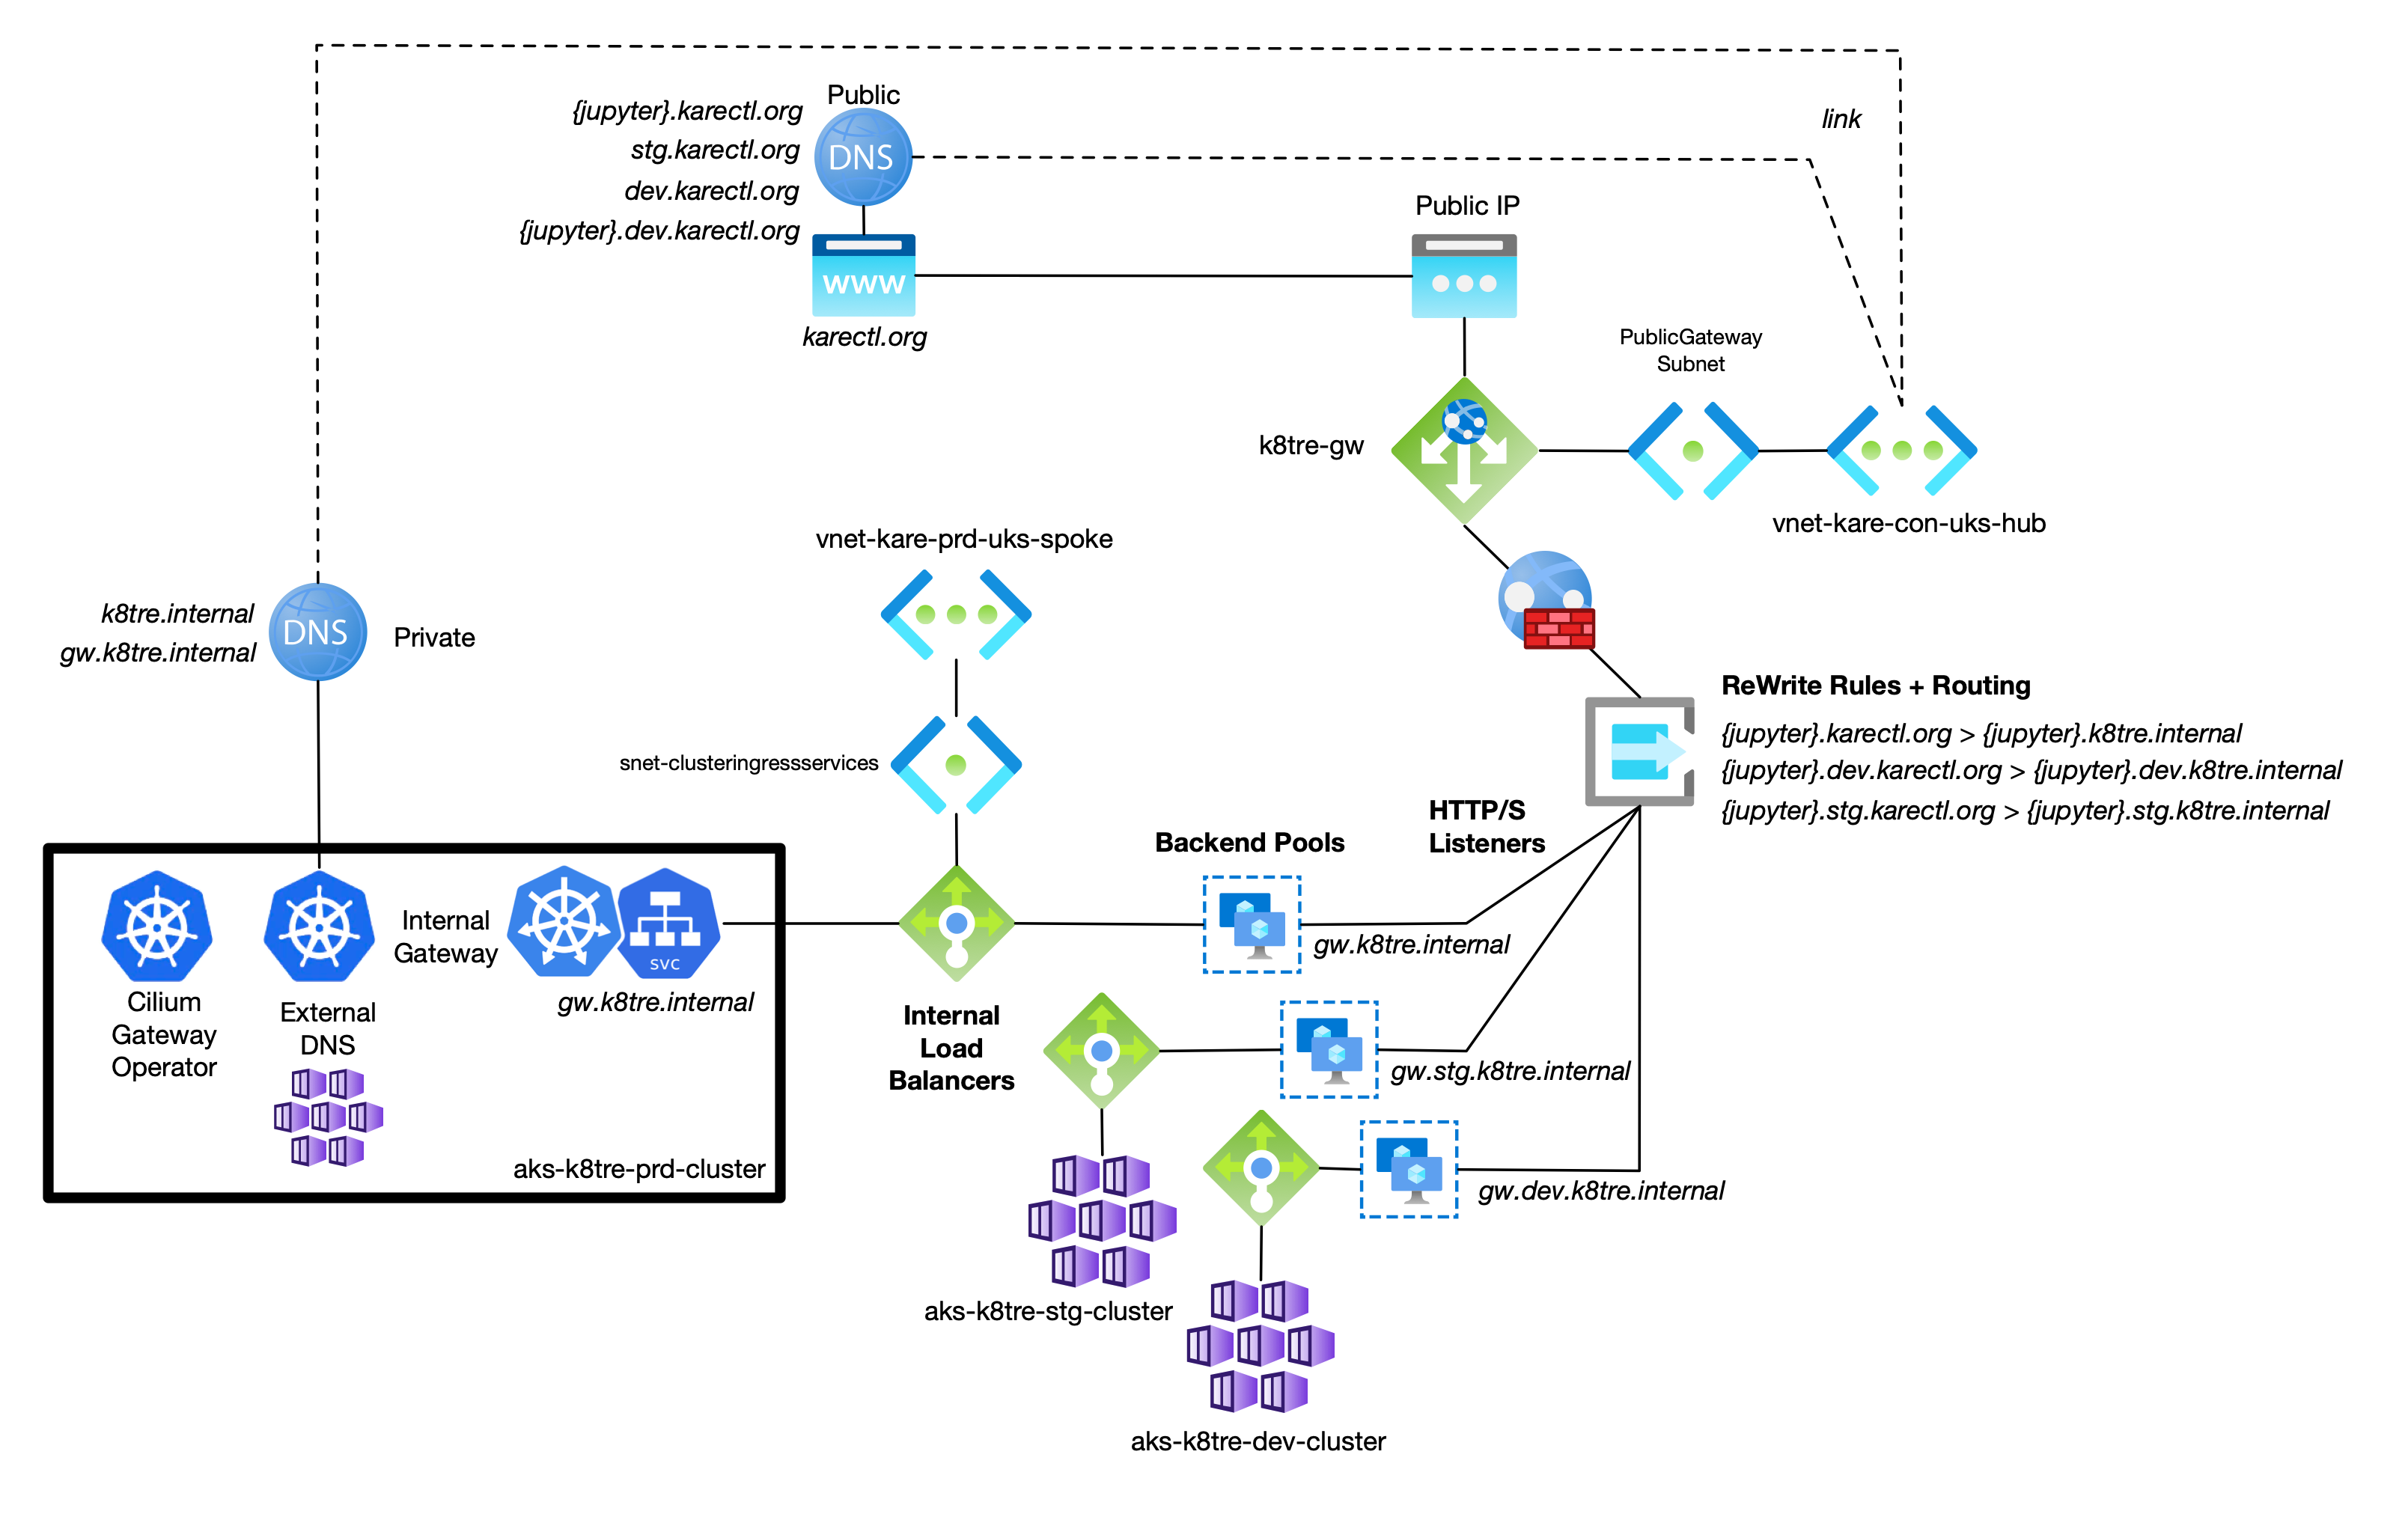 Public
{jupyter}.karectl.org
stg.karectl.org
dev.karectl.org
{jupyter}.dev.karectl.org
DNS
www
karectl.org
link
Public IP
PublicGateway
Subnet
k8tre-gw
vnet-kare-con-uks-hub
vnet-kare-prd-uks-spoke
k8tre.internal
gw.k8tre.internal
DNS
Private
snet-clusteringressservices
ReWrite Rules + Routing
{jupyter}.karectl.org > {jupyter}.k8tre.internal
{jupyter}.dev.karectl.org > {jupyter}.dev.k8tre.internal
{jupyter}.stg.karectl.org > {jupyter}.stg.k8tre.internal
HTTP/S
Listeners
Backend Pools
gw.k8tre.internal
gw.stg.k8tre.internal
gw.dev.k8tre.internal
Internal
Load
Balancers
Cilium
Gateway
Operator
External
DNS
Internal
Gateway
svc
gw.k8tre.internal
aks-k8tre-prd-cluster
aks-k8tre-stg-cluster
aks-k8tre-dev-cluster